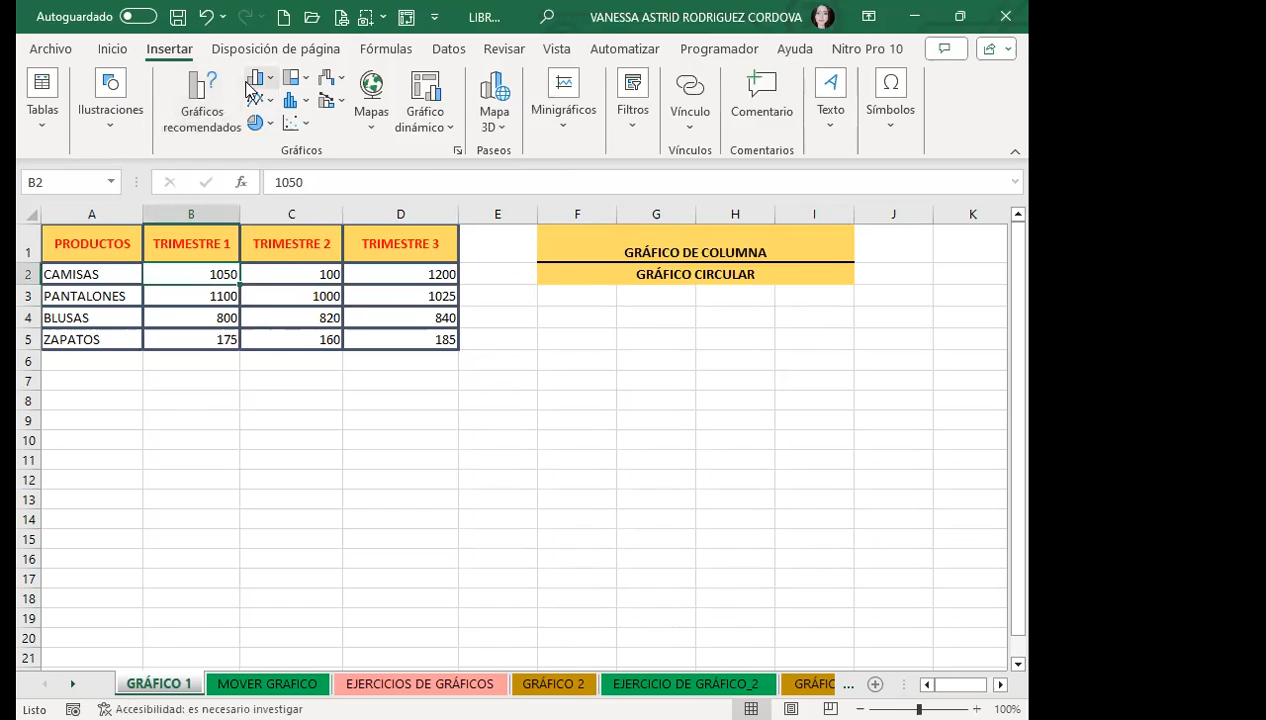 Autoguardado LIBR... VANESSA ASTRID RODRIGUEZ CORDOVA
Archivo Inicio Insertar Disposición de página Fórmulas Datos Revisar Vista Automatizar Programador Ayuda Nitro Pro 10
Tablas
Ilustraciones
Gráficos
recomendados
Mapas
Gráfico
dinámico
Mapa
3D
Minigráficos
Filtros
Vínculo
Comentario
Texto
Símbolos
Gráficos Paseos Vínculos Comentarios
B2 fx 1050
A B C D E F G H I J K
1 PRODUCTOS TRIMESTRE 1 TRIMESTRE 2 TRIMESTRE 3 GRÁFICO DE COLUMNA
2 CAMISAS 1050 100 1200 GRÁFICO CIRCULAR
3 PANTALONES 1100 1000 1025
4 BLUSAS 800 820 840
5 ZAPATOS 175 160 185
6
7
8
9
10
11
12
13
14
15
16
17
18
19
20
21
GRÁFICO 1 MOVER GRAFICO EJERCICIOS DE GRÁFICOS GRÁFICO 2 EJERCICIO DE GRÁFICO_2 GRÁFIC ...
Listo Accesibilidad: es necesario investigar 100%